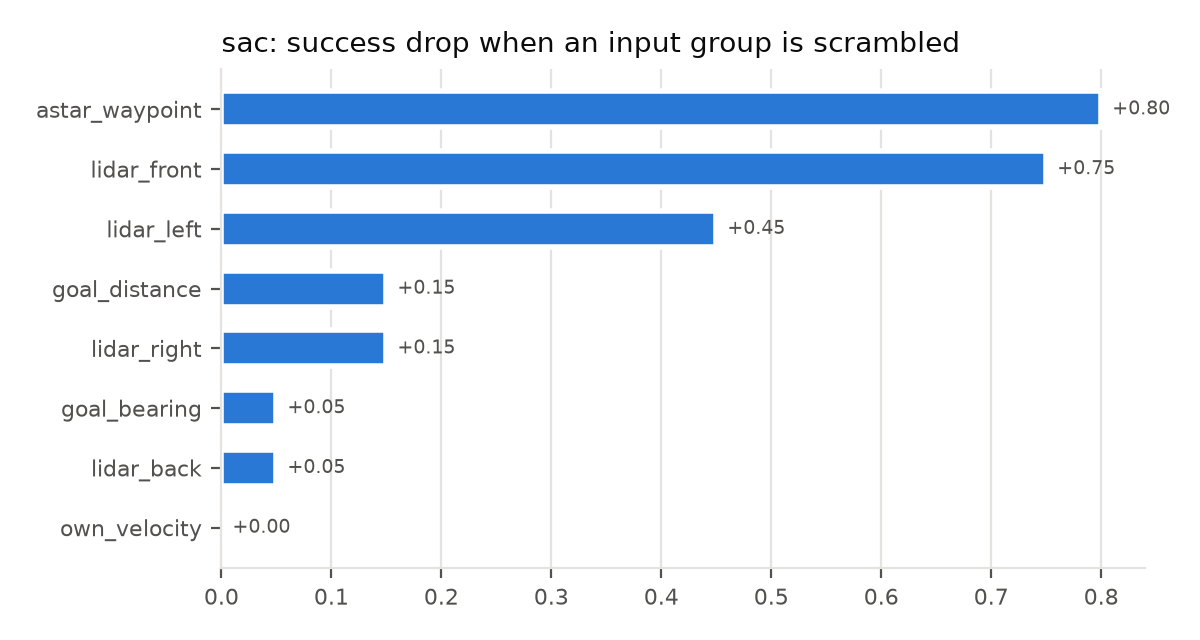 sac: success drop when an input group is scrambled
astar_waypoint +0.80
lidar_front +0.75
lidar_left +0.45
goal_distance +0.15
lidar_right +0.15
goal_bearing +0.05
lidar_back +0.05
own_velocity +0.00
0.0 0.1 0.2 0.3 0.4 0.5 0.6 0.7 0.8